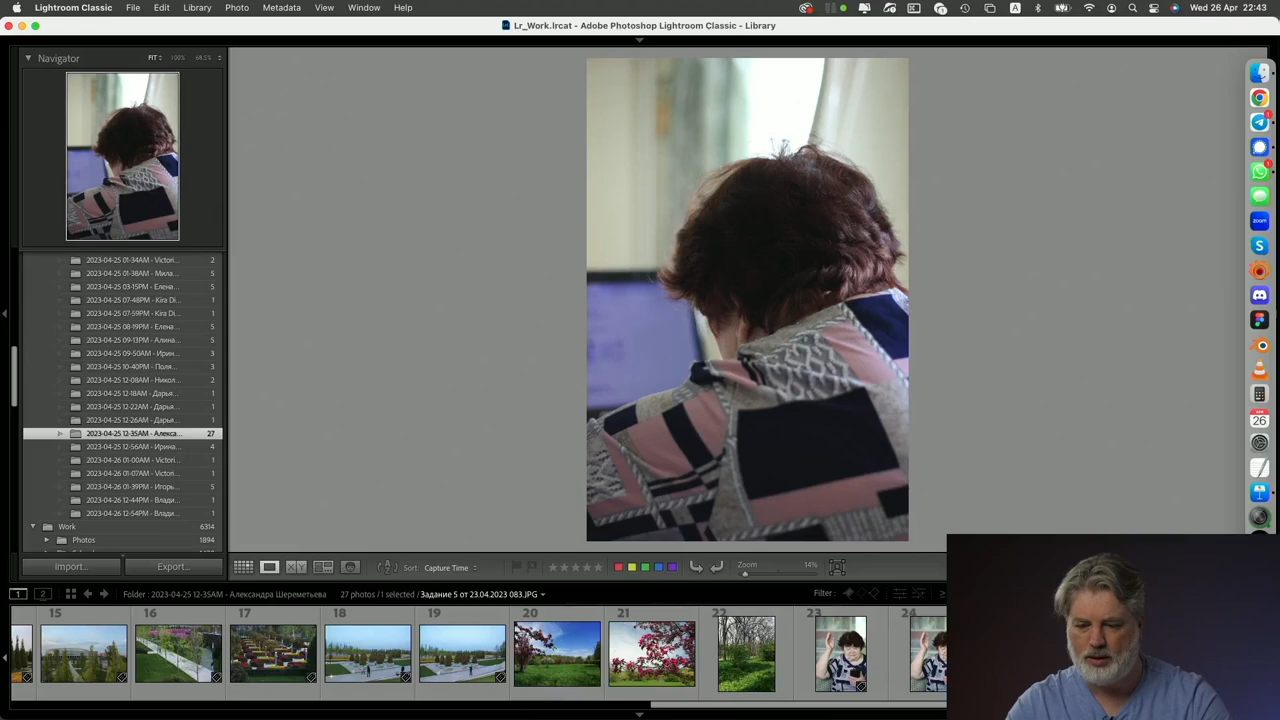 Lightroom Classic File Edit Library Photo Metadata View Window Help A Wed 26 Apr 22:43
Lr_Work.lrcat - Adobe Photoshop Lightroom Classic - Library
Navigator FIT 100% 68.5%
2023-04-25 01-34AM - Victori... 2
2023-04-25 01-38AM - Мила... 5
2023-04-25 03-15PM - Елена... 5
2023-04-25 07-48PM - Kira Di... 1
2023-04-25 07-59PM - Kira Di... 1
2023-04-25 08-19PM - Елена... 5
2023-04-25 09-13PM - Алина... 5
2023-04-25 09-50AM - Ирин... 3
2023-04-25 10-40PM - Поля... 3
2023-04-25 12-08AM - Никол... 2
2023-04-25 12-18AM - Дарья... 1
2023-04-25 12-22AM - Дарья... 1
2023-04-25 12-26AM - Дарья... 1
2023-04-25 12-35AM - Алекса... 27
2023-04-25 12-56AM - Ирина... 4
2023-04-26 01-00AM - Victori... 1
2023-04-26 01-07AM - Victori... 1
2023-04-26 01-39PM - Игорь... 5
2023-04-26 12-44PM - Влади... 1
2023-04-26 12-54PM - Влади... 1
Work 6314
Photos 1894
Import... Export...
Sort Capture Time Zoom 14%
1 2 Folder : 2023-04-25 12-35AM - Александра Шереметьева 27 photos / 1 selected / Задание 5 от 23.04.2023 083.JPG Filter :
15 16 17 18 19 20 21 22 23 24
zoom
26